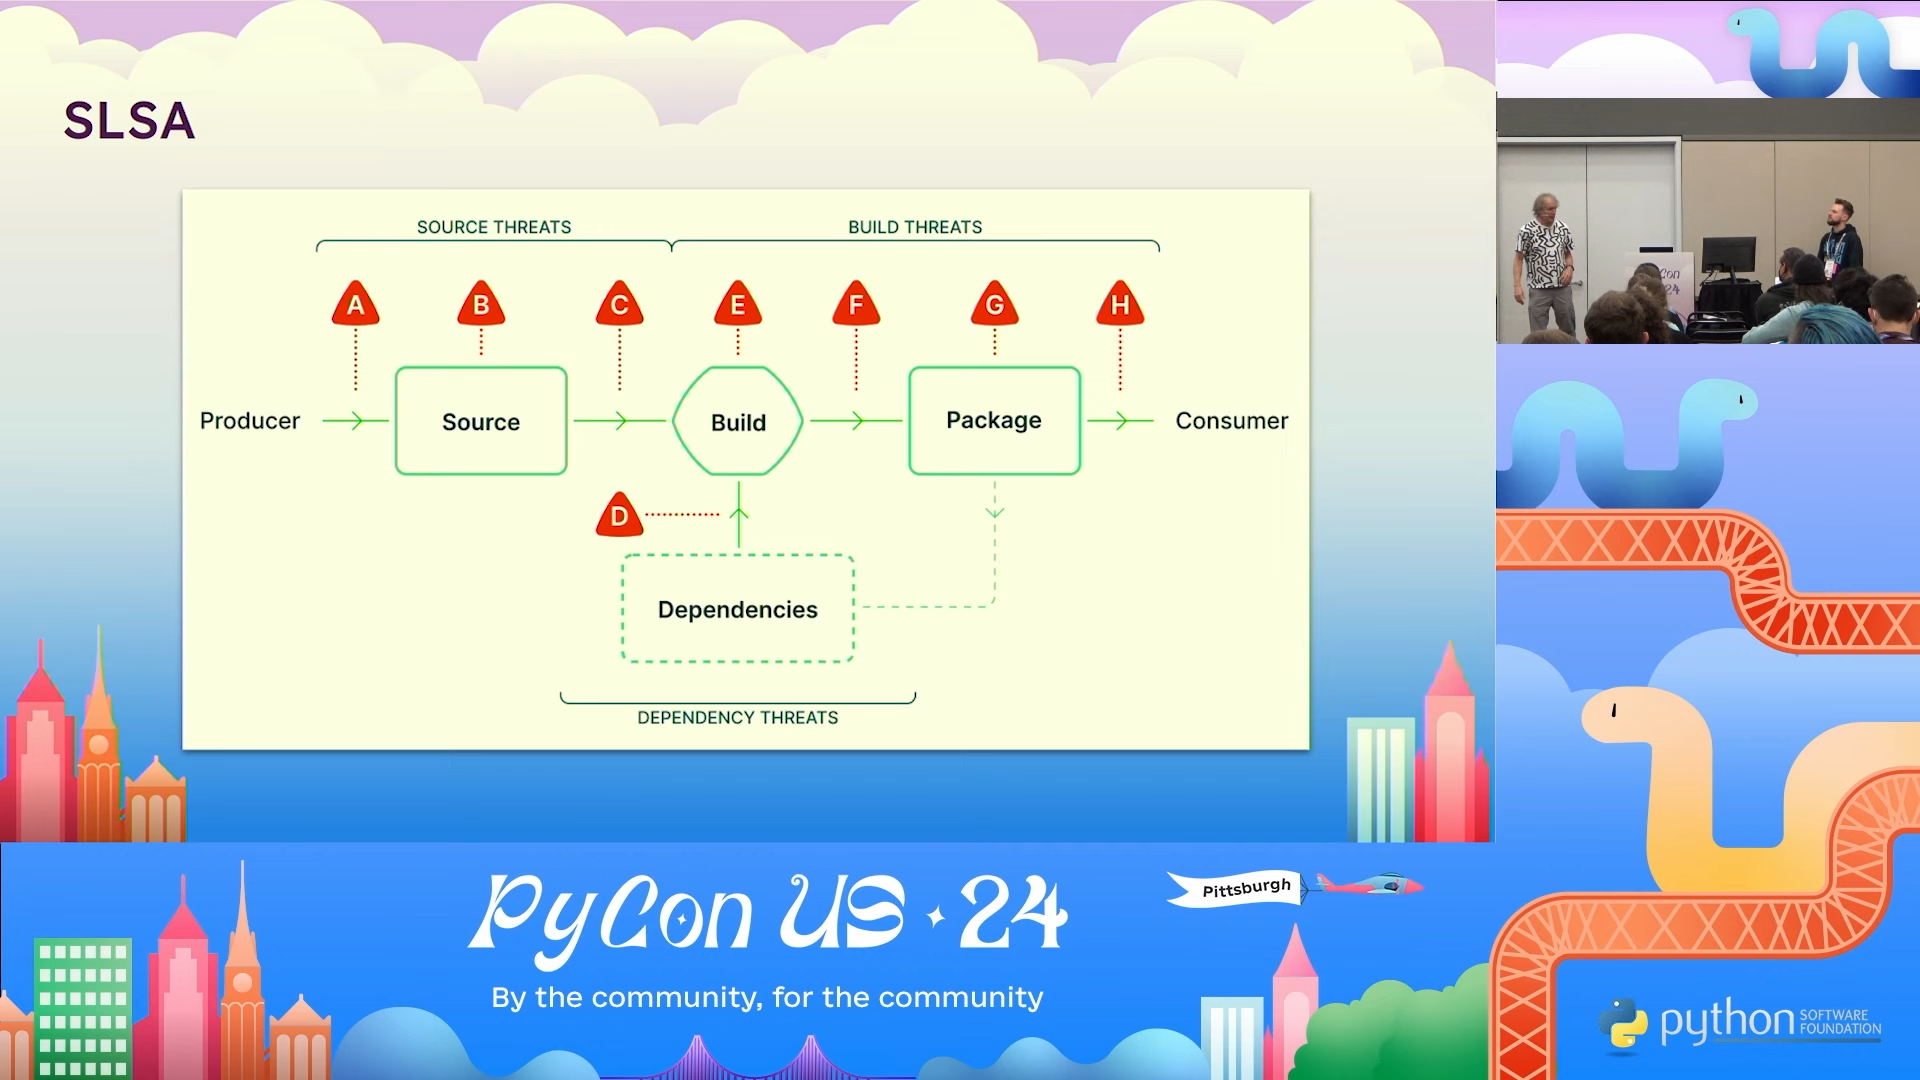 SLSA
SOURCE THREATS
BUILD THREATS
A
B
C
E
F
G
H
Producer
Source
Build
Package
Consumer
D
Dependencies
DEPENDENCY THREATS
PyCon US 24
Pittsburgh
By the community, for the community
python
SOFTWARE
FOUNDATION